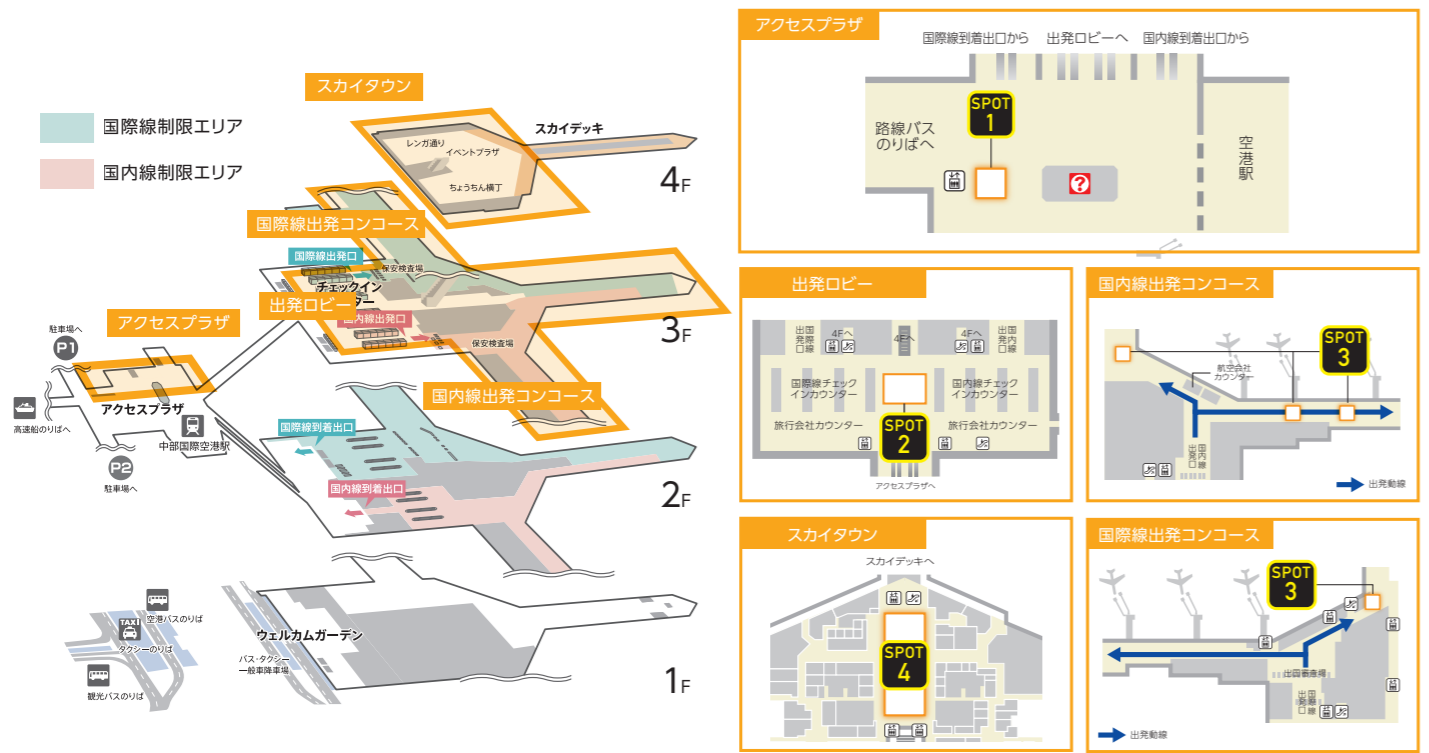 国際線制限エリア
国内線制限エリア
スカイタウン
レンガ通り
イベントプラザ
ちょうちん横丁
スカイデッキ
4F
国際線出発コンコース
国際線出発口
保安検査場
チェックイン
出発ロビー
国内線出発口
保安検査場
3F
国内線出発コンコース
アクセスプラザ
駐車場へ
P1
アクセスプラザ
高速船のりばへ
中部国際空港駅
P2
駐車場へ
国際線到着出口
国内線到着出口
2F
空港バスのりば
TAXI
タクシーのりば
観光バスのりば
ウェルカムガーデン
バス・タクシー
一般車降車場
1F
アクセスプラザ
国際線到着出口から
出発ロビーへ
国内線到着出口から
SPOT
1
路線バス
のりばへ
?
空港駅
出発ロビー
国際線
出発口
4Fへ
4Fへ
4Fへ
国内線
出発口
国際線チェック
インカウンター
国内線チェック
インカウンター
旅行会社カウンター
旅行会社カウンター
SPOT
2
アクセスプラザへ
国内線出発コンコース
SPOT
3
航空会社
カウンター
国内線
出発口
出発動線
スカイタウン
スカイデッキへ
SPOT
4
国際線出発コンコース
SPOT
3
国際線
出発口
出発動線